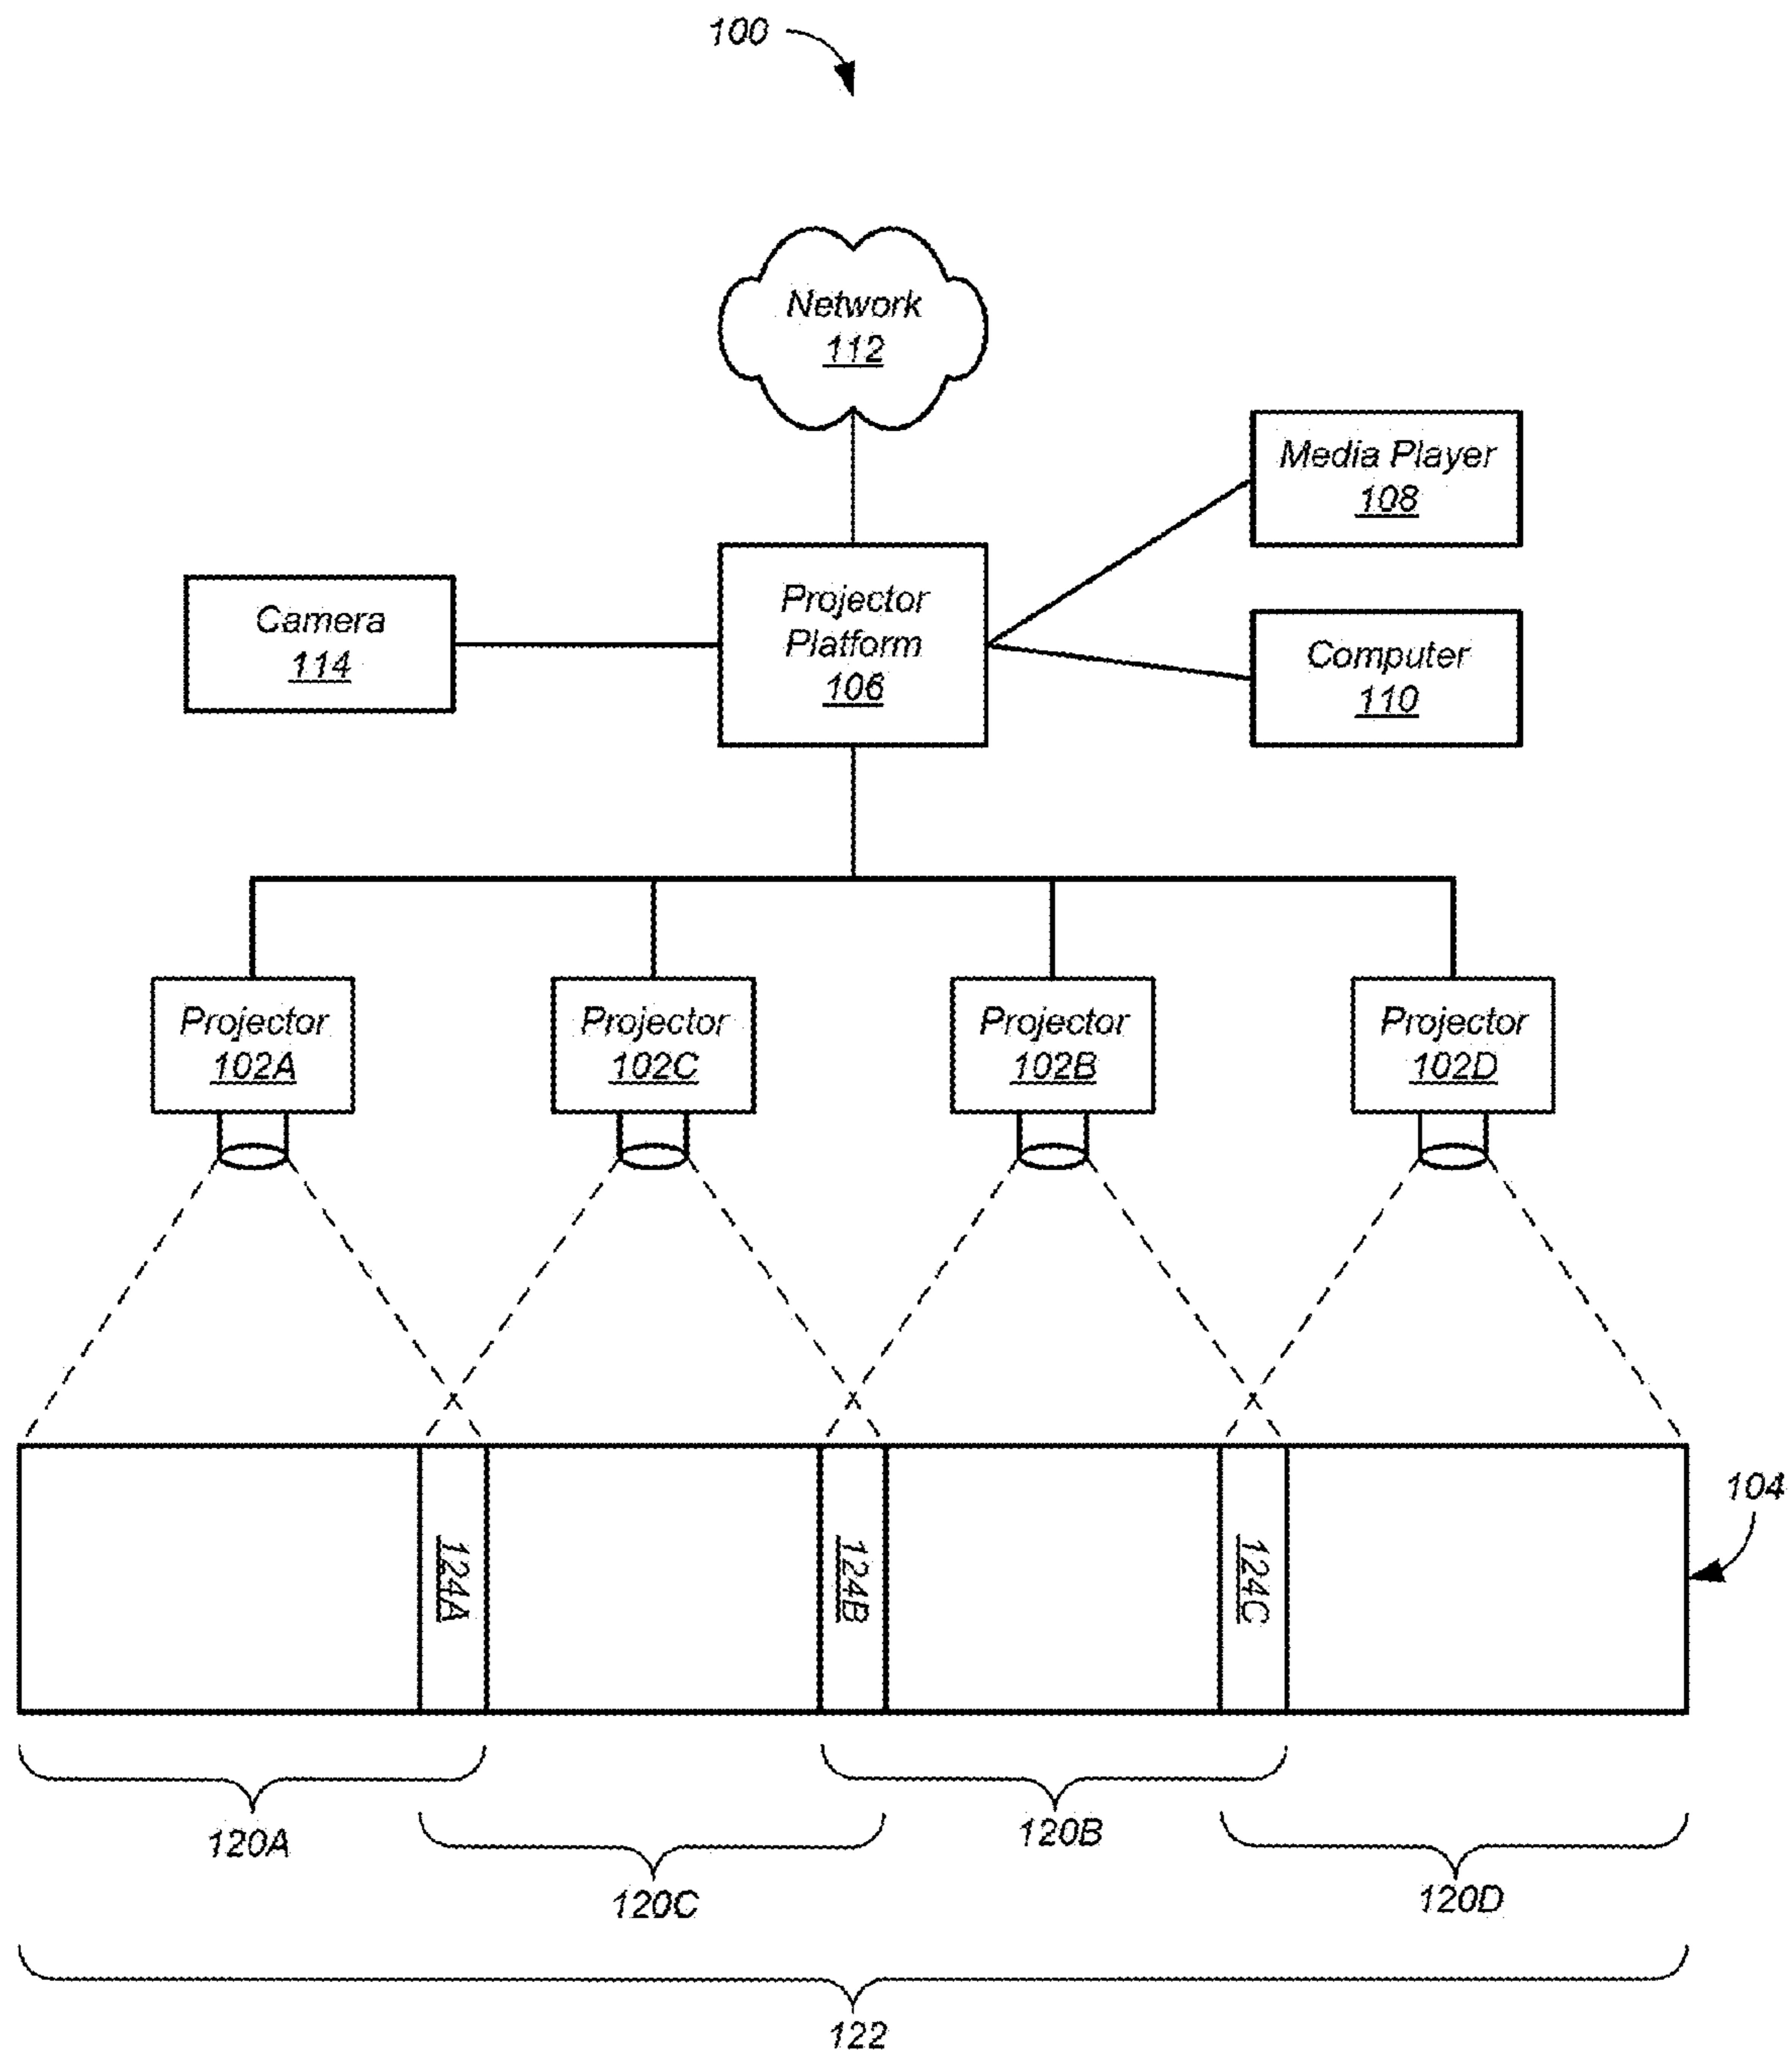 100
Network
112
Media Player
108
Camera
114
Projector
Platform
106
Computer
110
Projector
102A
Projector
102C
Projector
102B
Projector
102D
104
124A
124B
124C
120A
120B
120C
120D
122